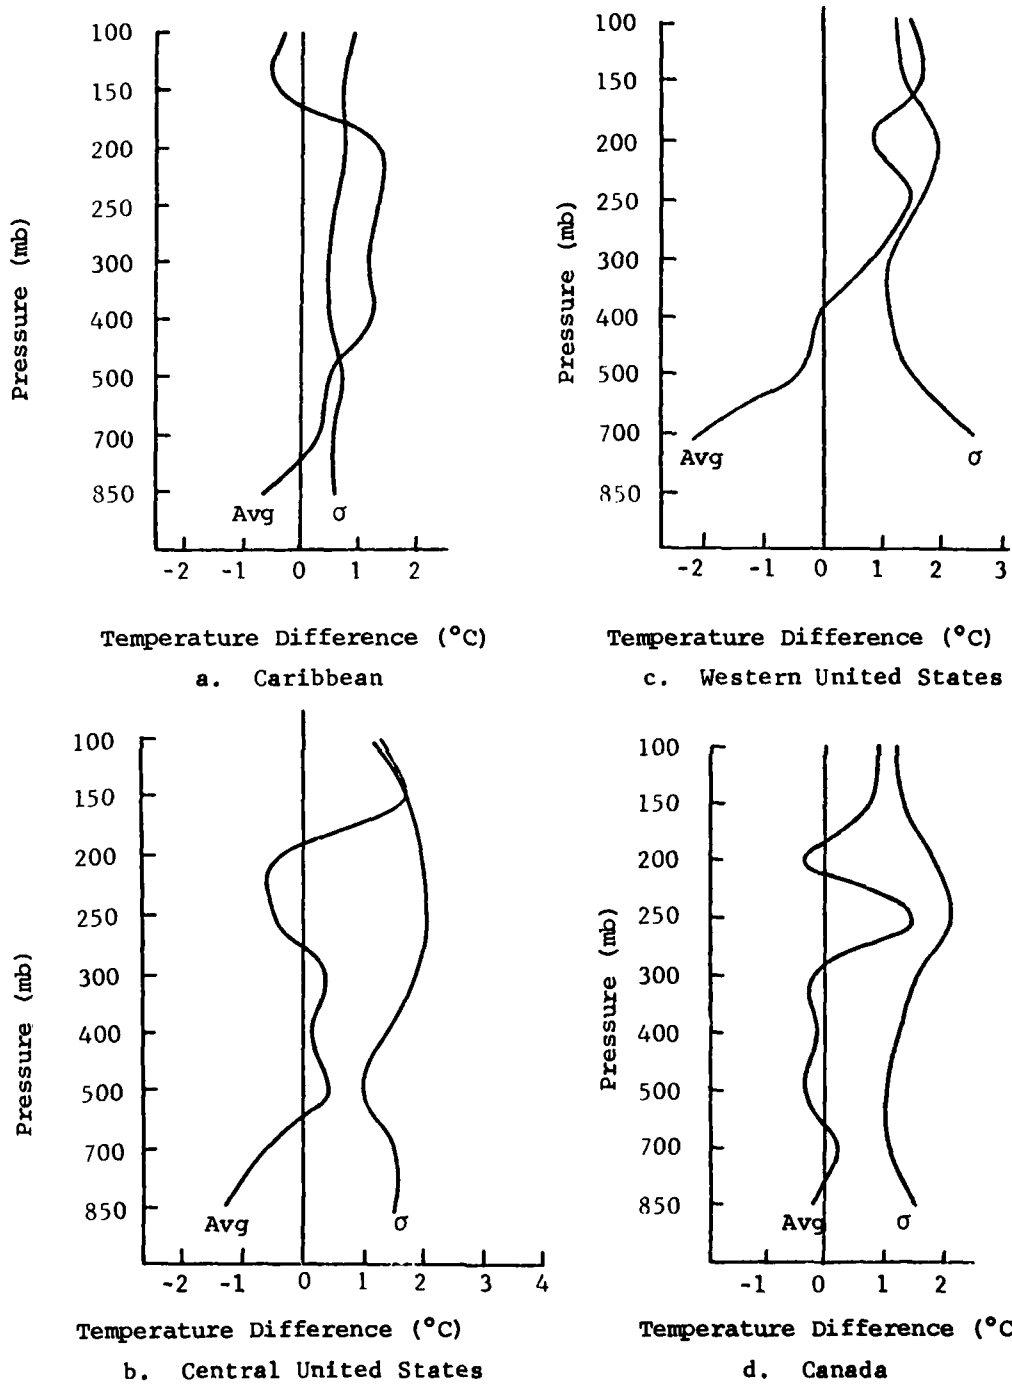 100
150
200
250
300
400
500
700
850
Pressure (mb)
Avg
σ
-2 -1 0 1 2
Temperature Difference (°C)
a. Caribbean
100
150
200
250
300
400
500
700
850
Pressure (mb)
Avg
σ
-2 -1 0 1 2 3
Temperature Difference (°C)
c. Western United States
100
150
200
250
300
400
500
700
850
Pressure (mb)
Avg
σ
-2 -1 0 1 2 3 4
Temperature Difference (°C)
b. Central United States
100
150
200
250
300
400
500
700
850
Pressure (mb)
Avg
σ
-1 0 1 2
Temperature Difference (°C
d. Canada